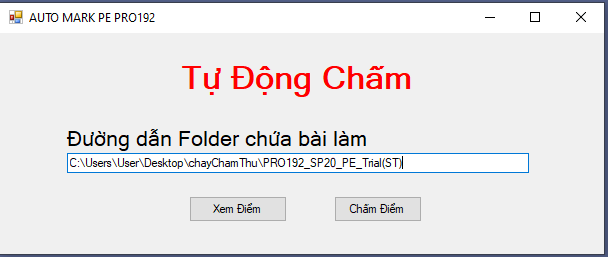 AUTO MARK PE PRO192
Tự Động Chấm
Đường dẫn Folder chứa bài làm
C:\Users\User\Desktop\chayChamThu\PRO192_SP20_PE_Trial(ST)
Xem Điểm
Chấm Điểm